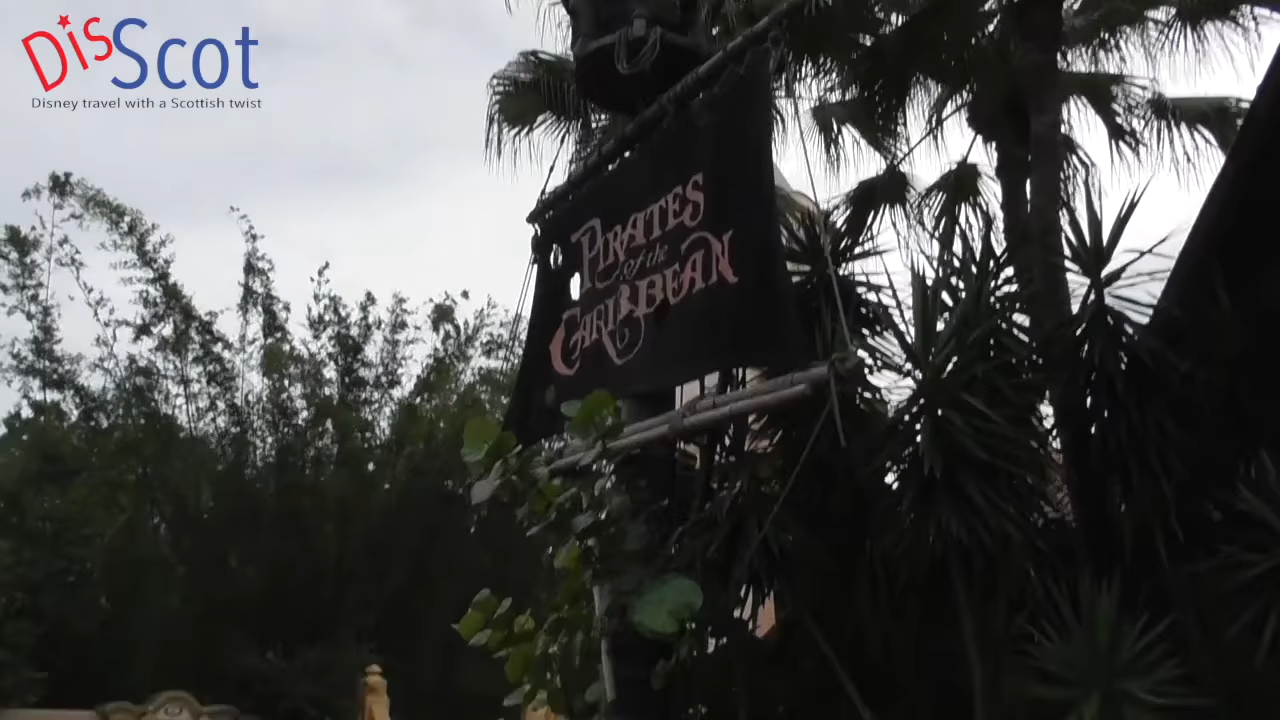 DisScot
Disney travel with a Scottish twist
PIRATES
of the
CARIBBEAN